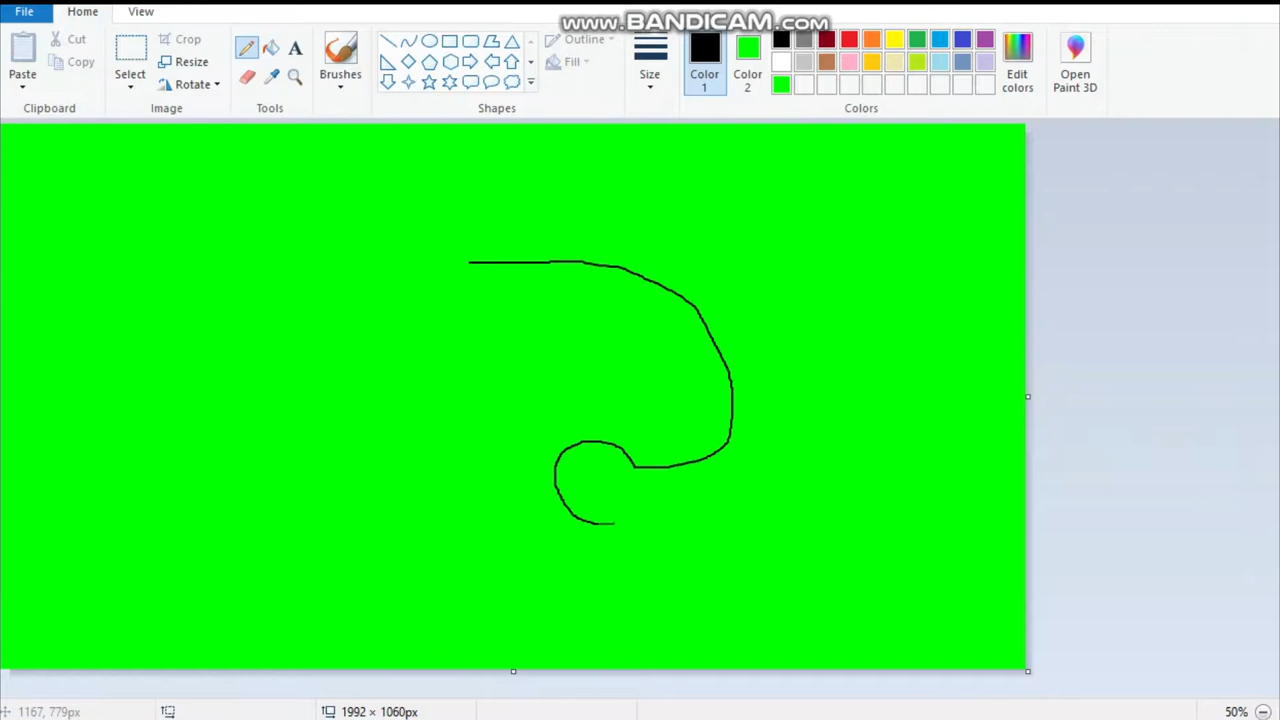 File Home View
www.BANDICAM.com
Cut
Copy
Paste
Clipboard
Select
Crop
Resize
Rotate
Image
A
Tools
Brushes
Outline
Fill
Shapes
Size
Color 1
Color 2
Edit colors
Colors
Open Paint 3D
1167, 779px
1992 × 1060px
50%